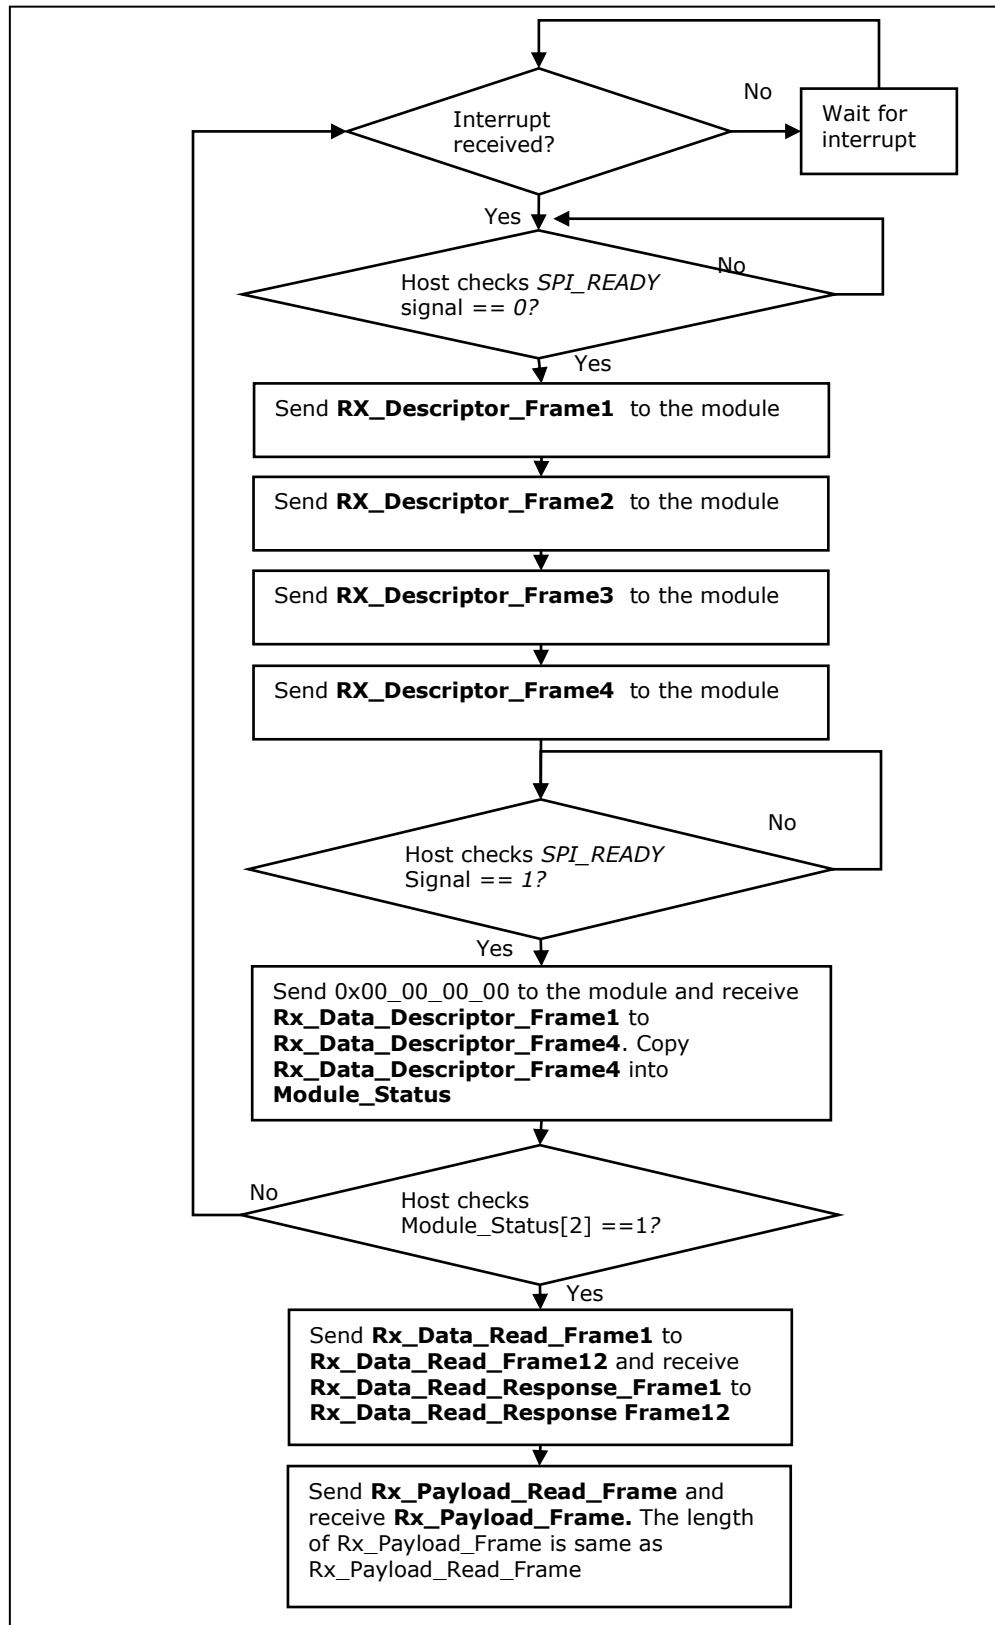 No
Wait for
interrupt
Interrupt
received?
Yes
No
Host checks SPI_READY
signal == 0?
Yes
Send RX_Descriptor_Frame1 to the module
Send RX_Descriptor_Frame2 to the module
Send RX_Descriptor_Frame3 to the module
Send RX_Descriptor_Frame4 to the module
No
Host checks SPI_READY
Signal == 1?
Yes
Send 0x00_00_00_00 to the module and receive
Rx_Data_Descriptor_Frame1 to
Rx_Data_Descriptor_Frame4. Copy
Rx_Data_Descriptor_Frame4 into
Module_Status
No
Host checks
Module_Status[2] ==1?
Yes
Send Rx_Data_Read_Frame1 to
Rx_Data_Read_Frame12 and receive
Rx_Data_Read_Response_Frame1 to
Rx_Data_Read_Response Frame12
Send Rx_Payload_Read_Frame and
receive Rx_Payload_Frame. The length
of Rx_Payload_Frame is same as
Rx_Payload_Read_Frame